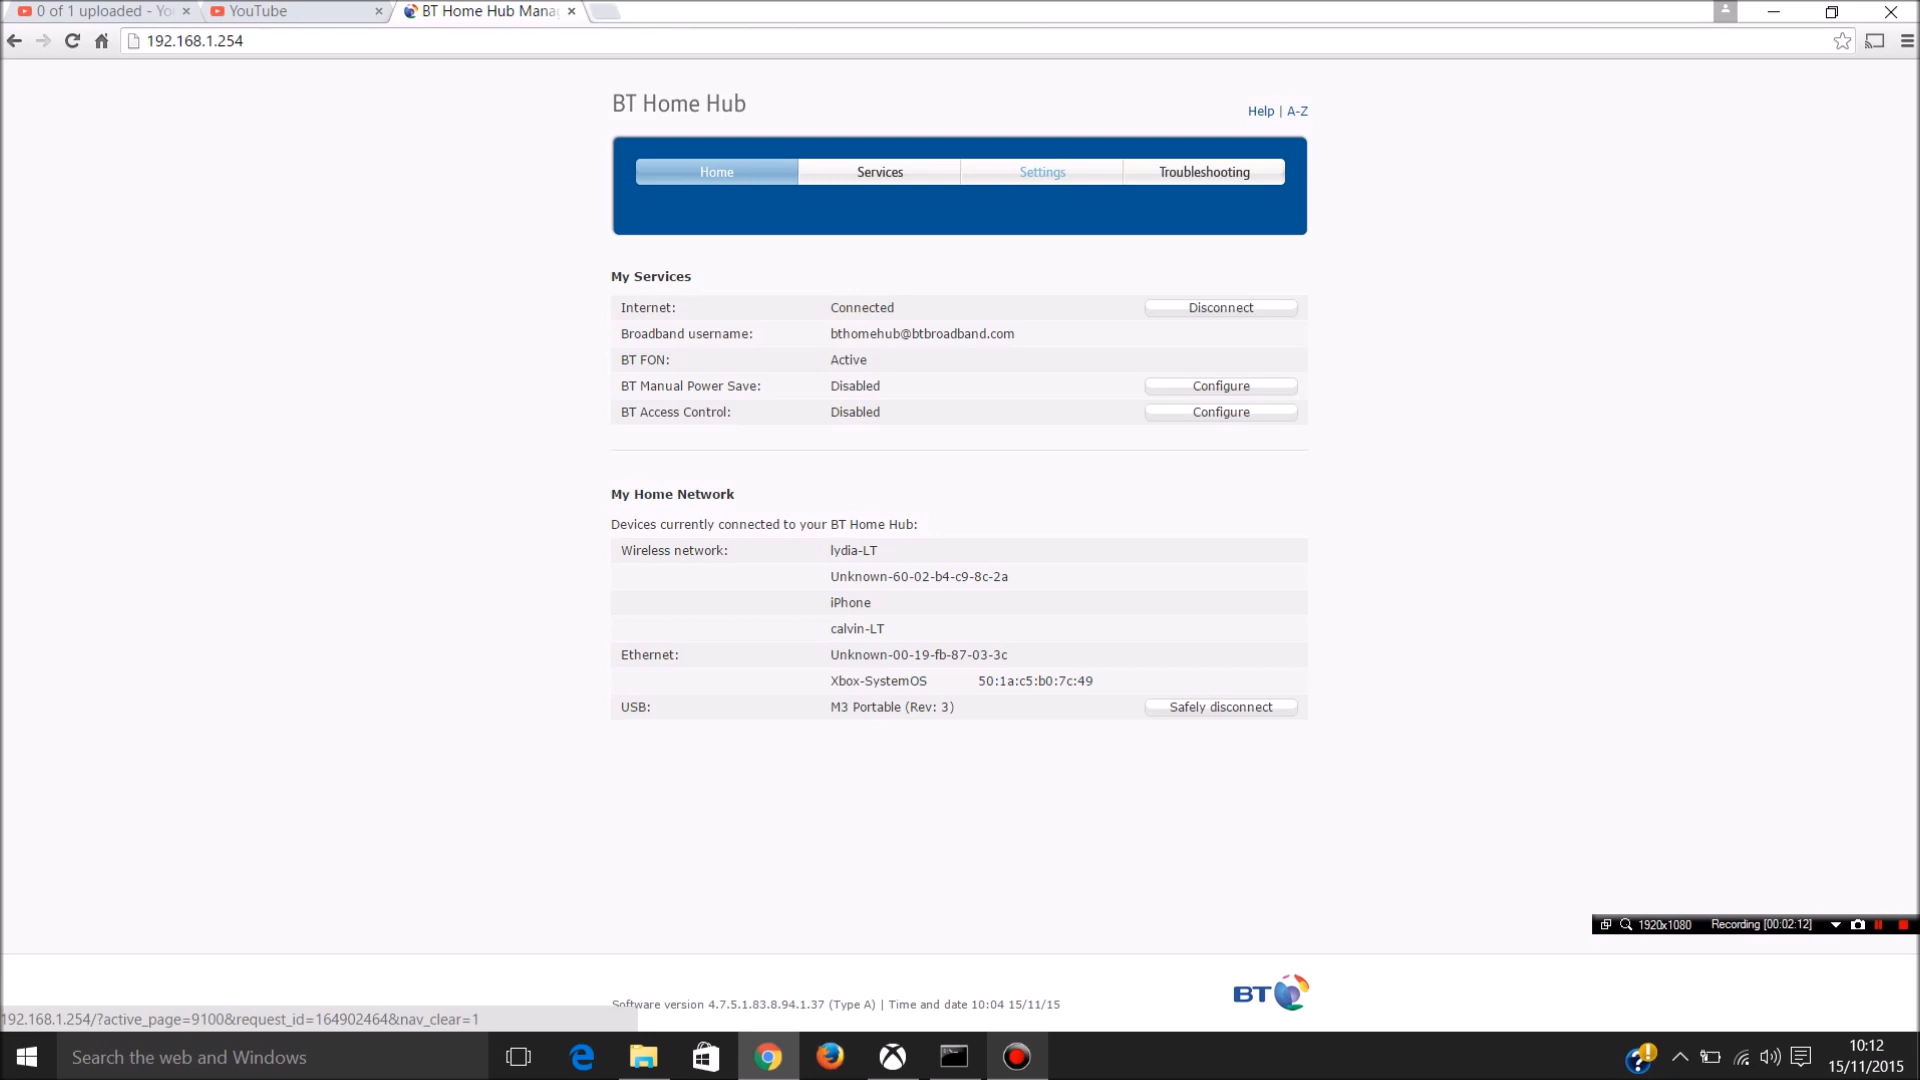 0 of 1 uploaded - Yo
YouTube
BT Home Hub Mana
192.168.1.254
BT Home Hub
Help | A-Z
Home Services Settings Troubleshooting
My Services
Internet: Connected Disconnect
Broadband username: bthomehub@btbroadband.com
BT FON: Active
BT Manual Power Save: Disabled Configure
BT Access Control: Disabled Configure
My Home Network
Devices currently connected to your BT Home Hub:
Wireless network: lydia-LT
Unknown-60-02-b4-c9-8c-2a
iPhone
calvin-LT
Ethernet: Unknown-00-19-fb-87-03-3c
Xbox-SystemOS 50:1a:c5:b0:7c:49
USB: M3 Portable (Rev: 3) Safely disconnect
1920x1080 Recording [00:02:12]
BT
Software version 4.7.5.1.83.8.94.1.37 (Type A) | Time and date 10:04 15/11/15
192.168.1.254/?active_page=9100&request_id=164902464&nav_clear=1
Search the web and Windows
10:12
15/11/2015